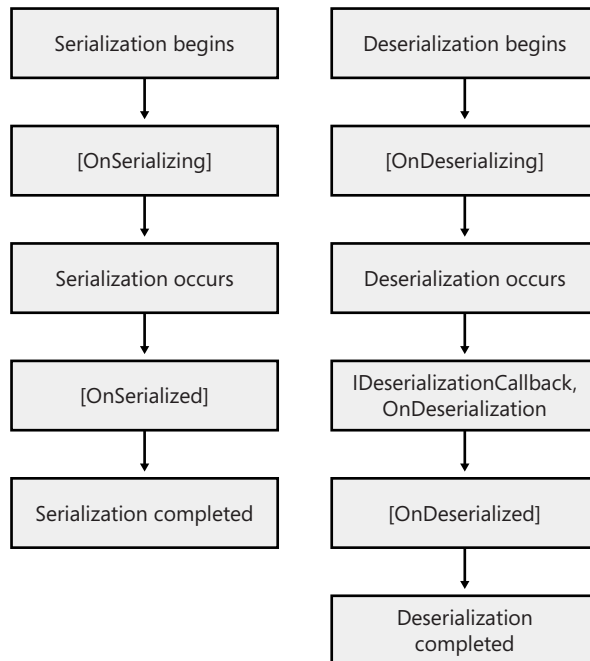 Serialization begins
[OnSerializing]
Serialization occurs
[OnSerialized]
Serialization completed
Deserialization begins
[OnDeserializing]
Deserialization occurs
IDeserializationCallback,
OnDeserialization
[OnDeserialized]
Deserialization
completed